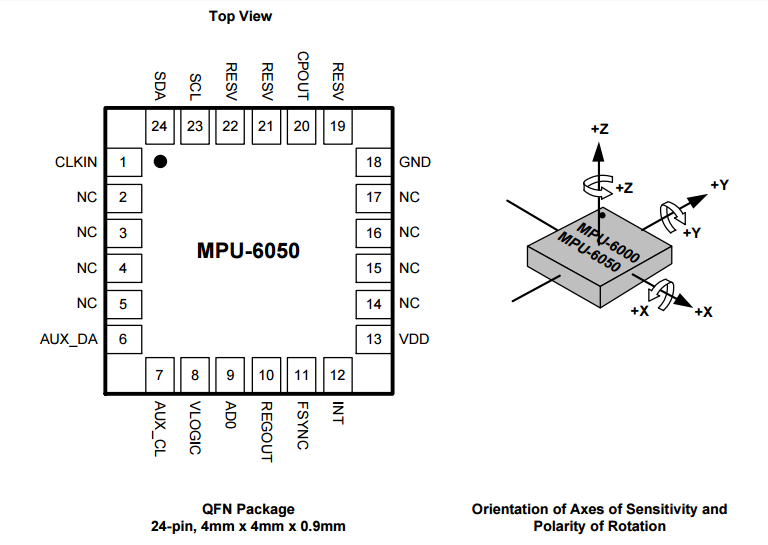 Top View
SDA
SCL
RESV
RESV
CPOUT
RESV
24
23
22
21
20
19
CLKIN 1
NC 2
NC 3
NC 4
NC 5
AUX_DA 6
18 GND
17 NC
16 NC
15 NC
14 NC
13 VDD
MPU-6050
7
8
9
10
11
12
AUX_CL
VLOGIC
AD0
REGOUT
FSYNC
INT
QFN Package
24-pin, 4mm x 4mm x 0.9mm
+Z
+Z
+Y
+Y
MPU-6000
MPU-6050
+X
+X
Orientation of Axes of Sensitivity and
Polarity of Rotation